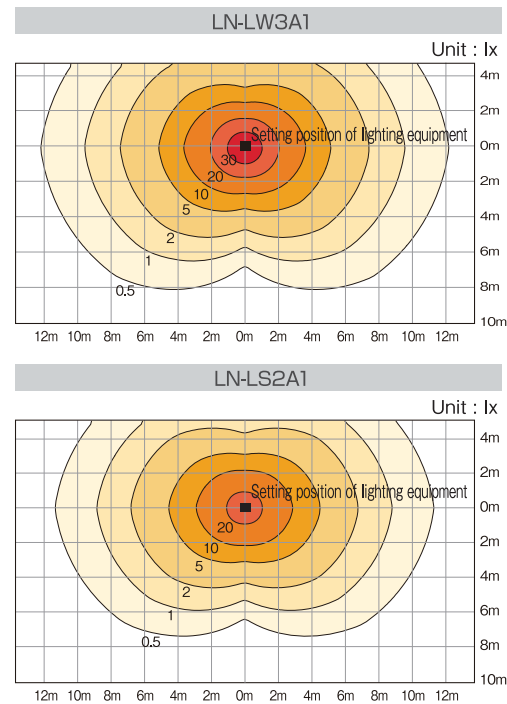 LN-LW3A1
Unit : lx
4m
2m
Setting position of lighting equipment
0m
30
20
2m
10
5
4m
2
6m
1
0.5
8m
10m
12m 10m 8m 6m 4m 2m 0m 2m 4m 6m 8m 10m 12m
LN-LS2A1
Unit : lx
4m
2m
Setting position of lighting equipment
0m
20
2m
10
5
4m
2
6m
1
0.5
8m
10m
12m 10m 8m 6m 4m 2m 0m 2m 4m 6m 8m 10m 12m